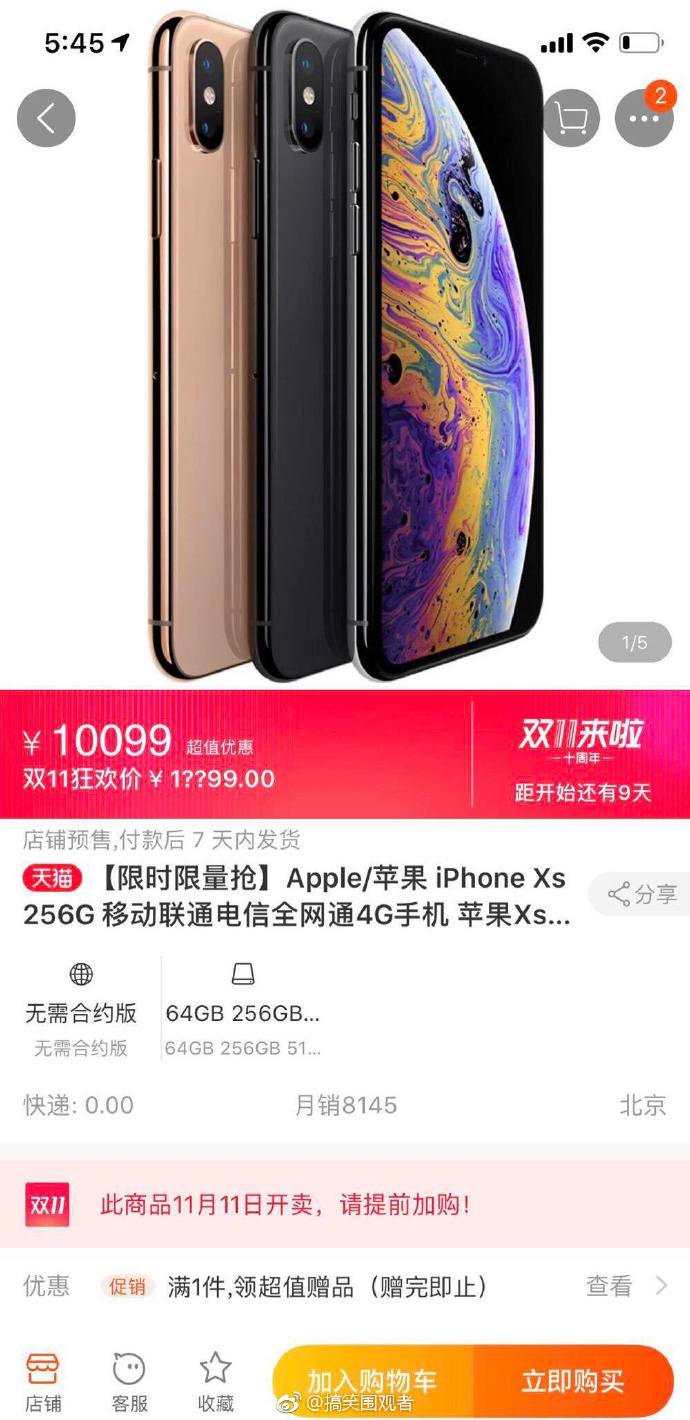 5:45
2
1/5
¥ 10099 超值优惠
双11狂欢价 ¥ 1??99.00
双11来啦
十周年
距开始还有9天
店铺预售,付款后 7 天内发货
天猫 【限时限量抢】Apple/苹果 iPhone Xs
256G 移动联通电信全网通4G手机 苹果Xs...
分享
无需合约版
64GB 256GB...
无需合约版
64GB 256GB 51...
快递: 0.00
月销8145
北京
双11 此商品11月11日开卖，请提前加购！
优惠 促销 满1件,领超值赠品（赠完即止） 查看
店铺
客服
收藏
加入购物车
立即购买
@搞笑围观者